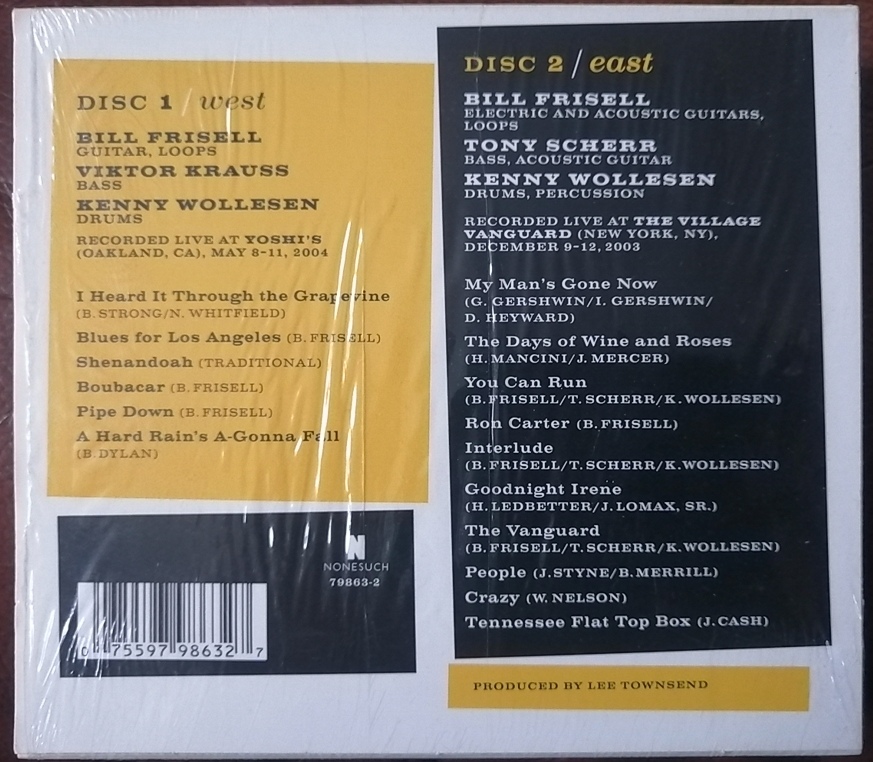 DISC 1 / west
BILL FRISELL
GUITAR, LOOPS
VIKTOR KRAUSS
BASS
KENNY WOLLESEN
DRUMS
RECORDED LIVE AT YOSHI'S
(OAKLAND, CA), MAY 8-11, 2004
I Heard It Through the Grapevine
(B. STRONG/N. WHITFIELD)
Blues for Los Angeles (B. FRISELL)
Shenandoah (TRADITIONAL)
Boubacar (B. FRISELL)
Pipe Down (B. FRISELL)
A Hard Rain's A-Gonna Fall
(B. DYLAN)
N
NONESUCH
79863-2
0 75597 98632 7
DISC 2 / east
BILL FRISELL
ELECTRIC AND ACOUSTIC GUITARS,
LOOPS
TONY SCHERR
BASS, ACOUSTIC GUITAR
KENNY WOLLESEN
DRUMS, PERCUSSION
RECORDED LIVE AT THE VILLAGE
VANGUARD (NEW YORK, NY),
DECEMBER 9-12, 2003
My Man's Gone Now
(G. GERSHWIN/I. GERSHWIN/
D. HEYWARD)
The Days of Wine and Roses
(H. MANCINI/J. MERCER)
You Can Run
(B. FRISELL/T. SCHERR/K. WOLLESEN)
Ron Carter (B. FRISELL)
Interlude
(B. FRISELL/T. SCHERR/K. WOLLESEN)
Goodnight Irene
(H. LEDBETTER/J. LOMAX, SR.)
The Vanguard
(B. FRISELL/T. SCHERR/K. WOLLESEN)
People (J. STYNE/B. MERRILL)
Crazy (W. NELSON)
Tennessee Flat Top Box (J. CASH)
PRODUCED BY LEE TOWNSEND